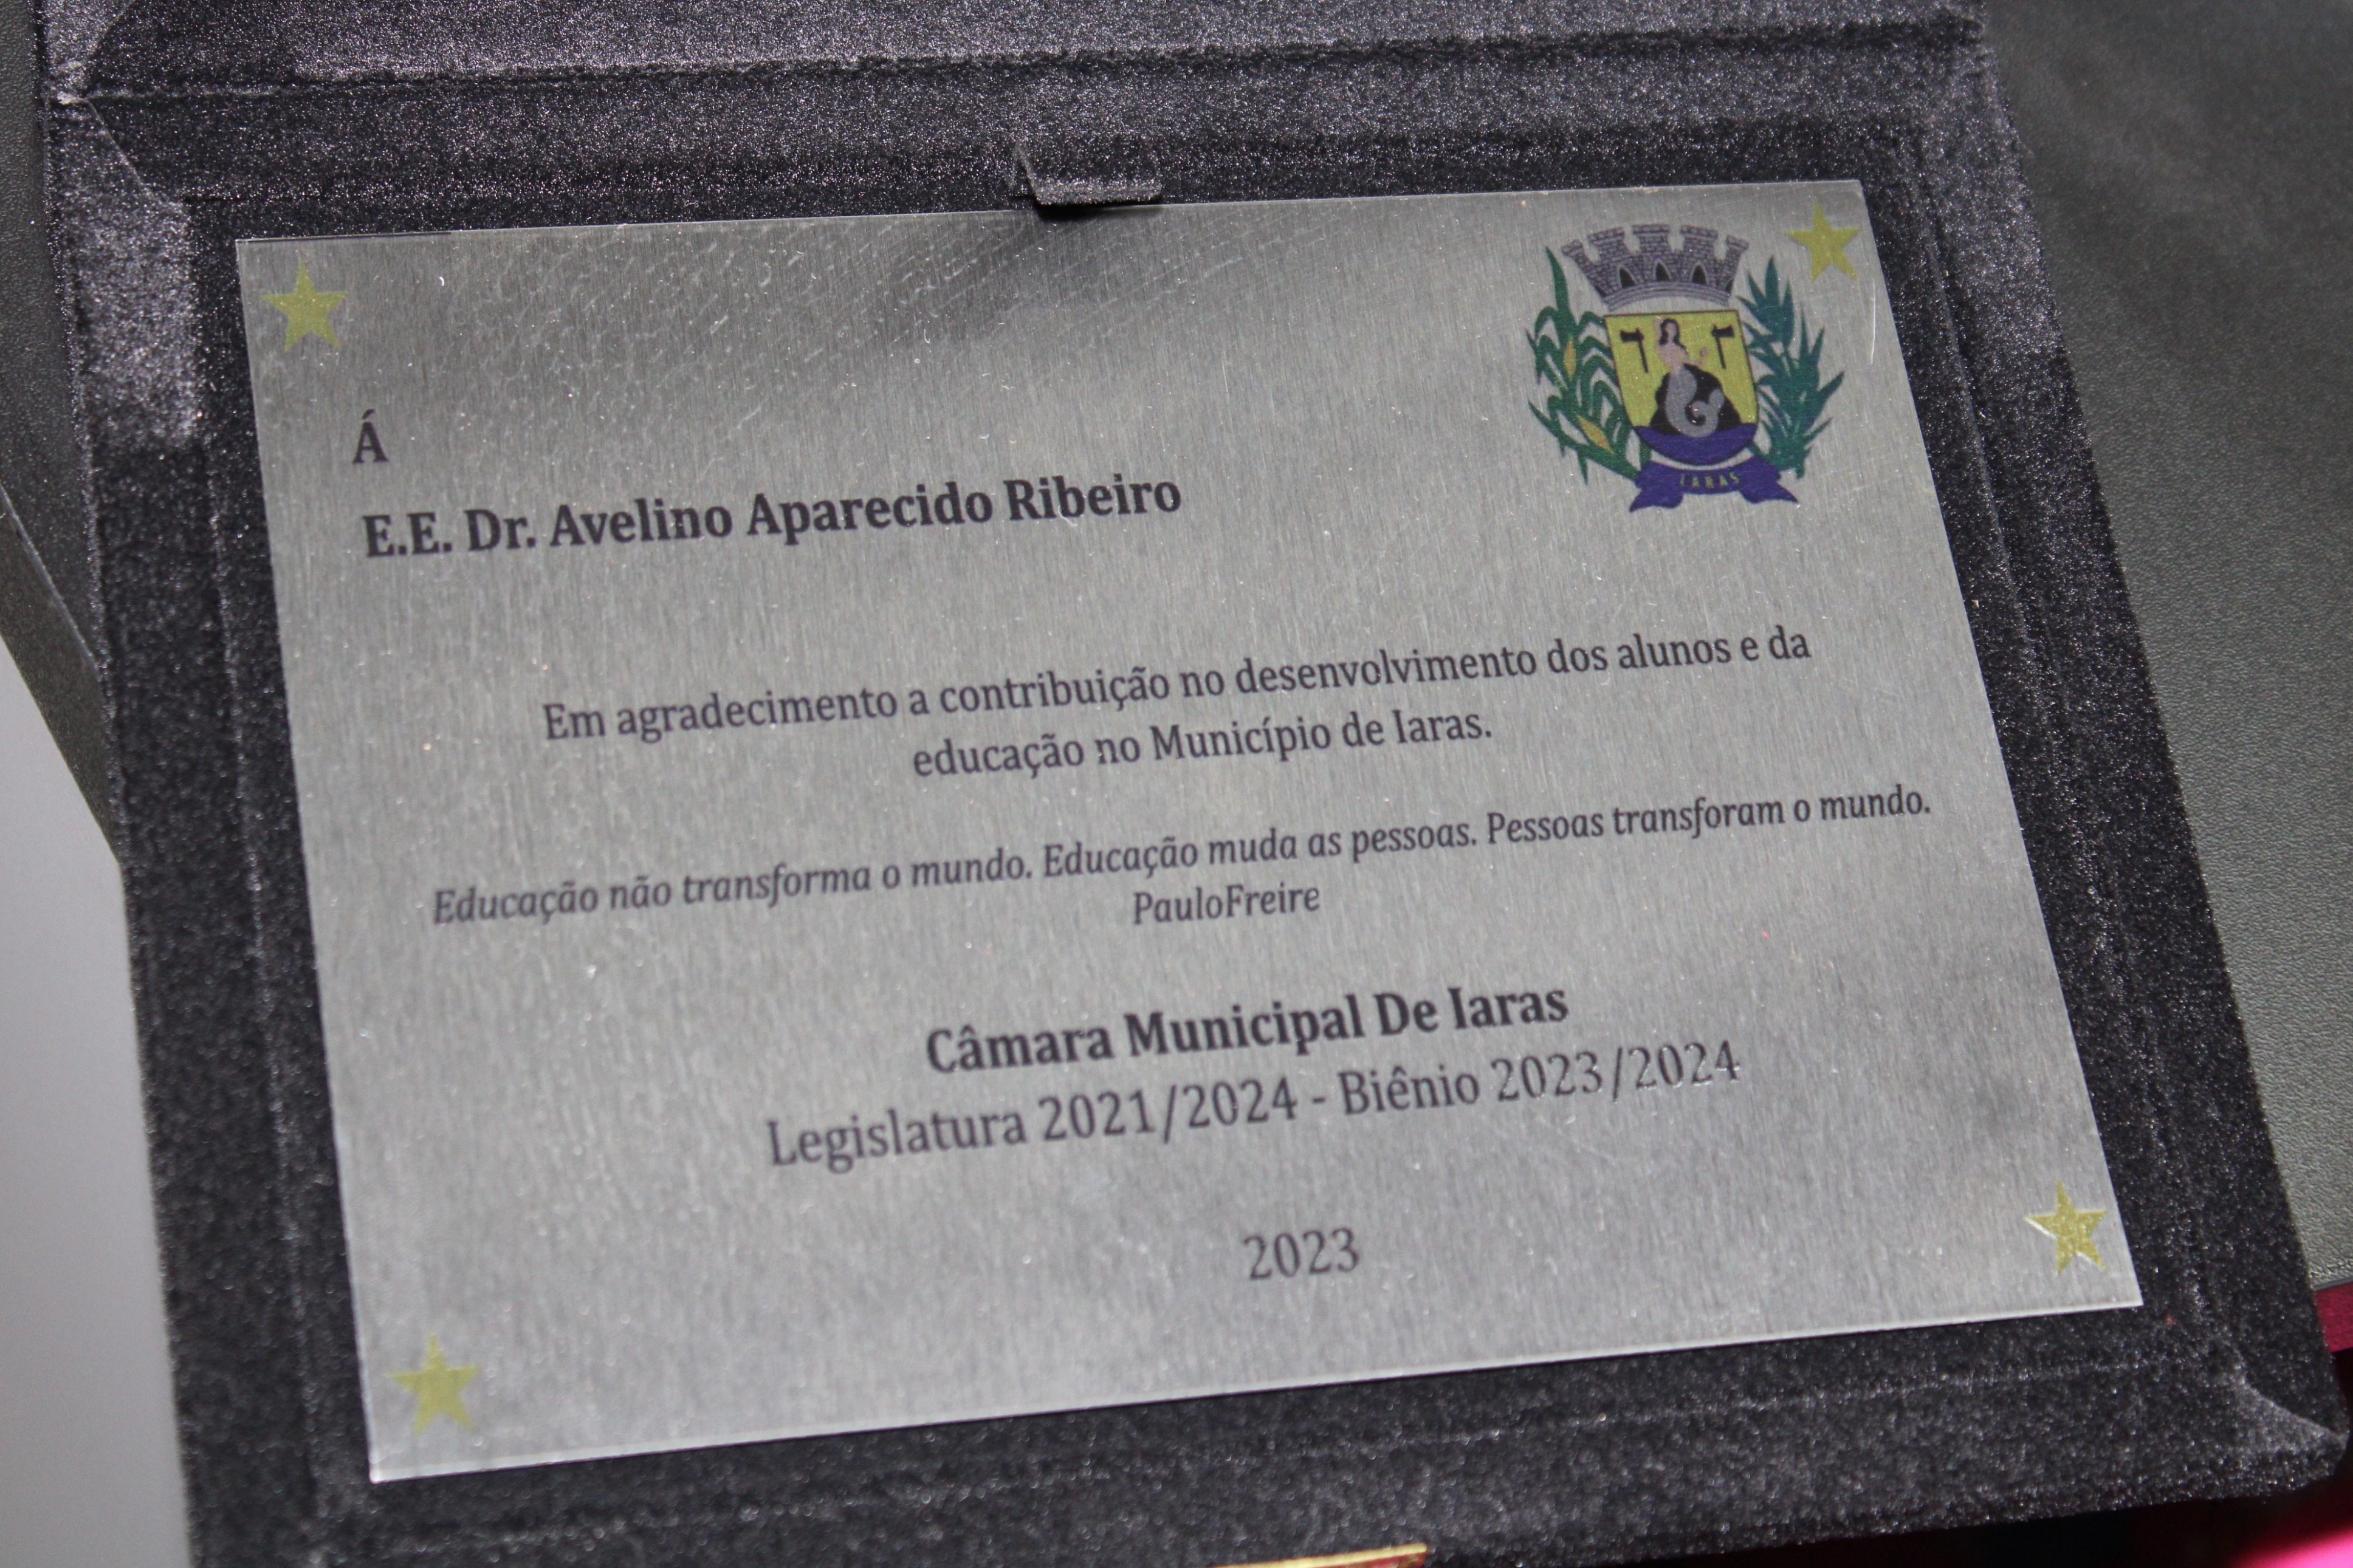 IARAS
Á
E.E. Dr. Avelino Aparecido Ribeiro
Em agradecimento a contribuição no desenvolvimento dos alunos e da
educação no Município de Iaras.
Educação não transforma o mundo. Educação muda as pessoas. Pessoas transforam o mundo.
PauloFreire
Câmara Municipal De Iaras
Legislatura 2021/2024 - Biênio 2023/2024
2023